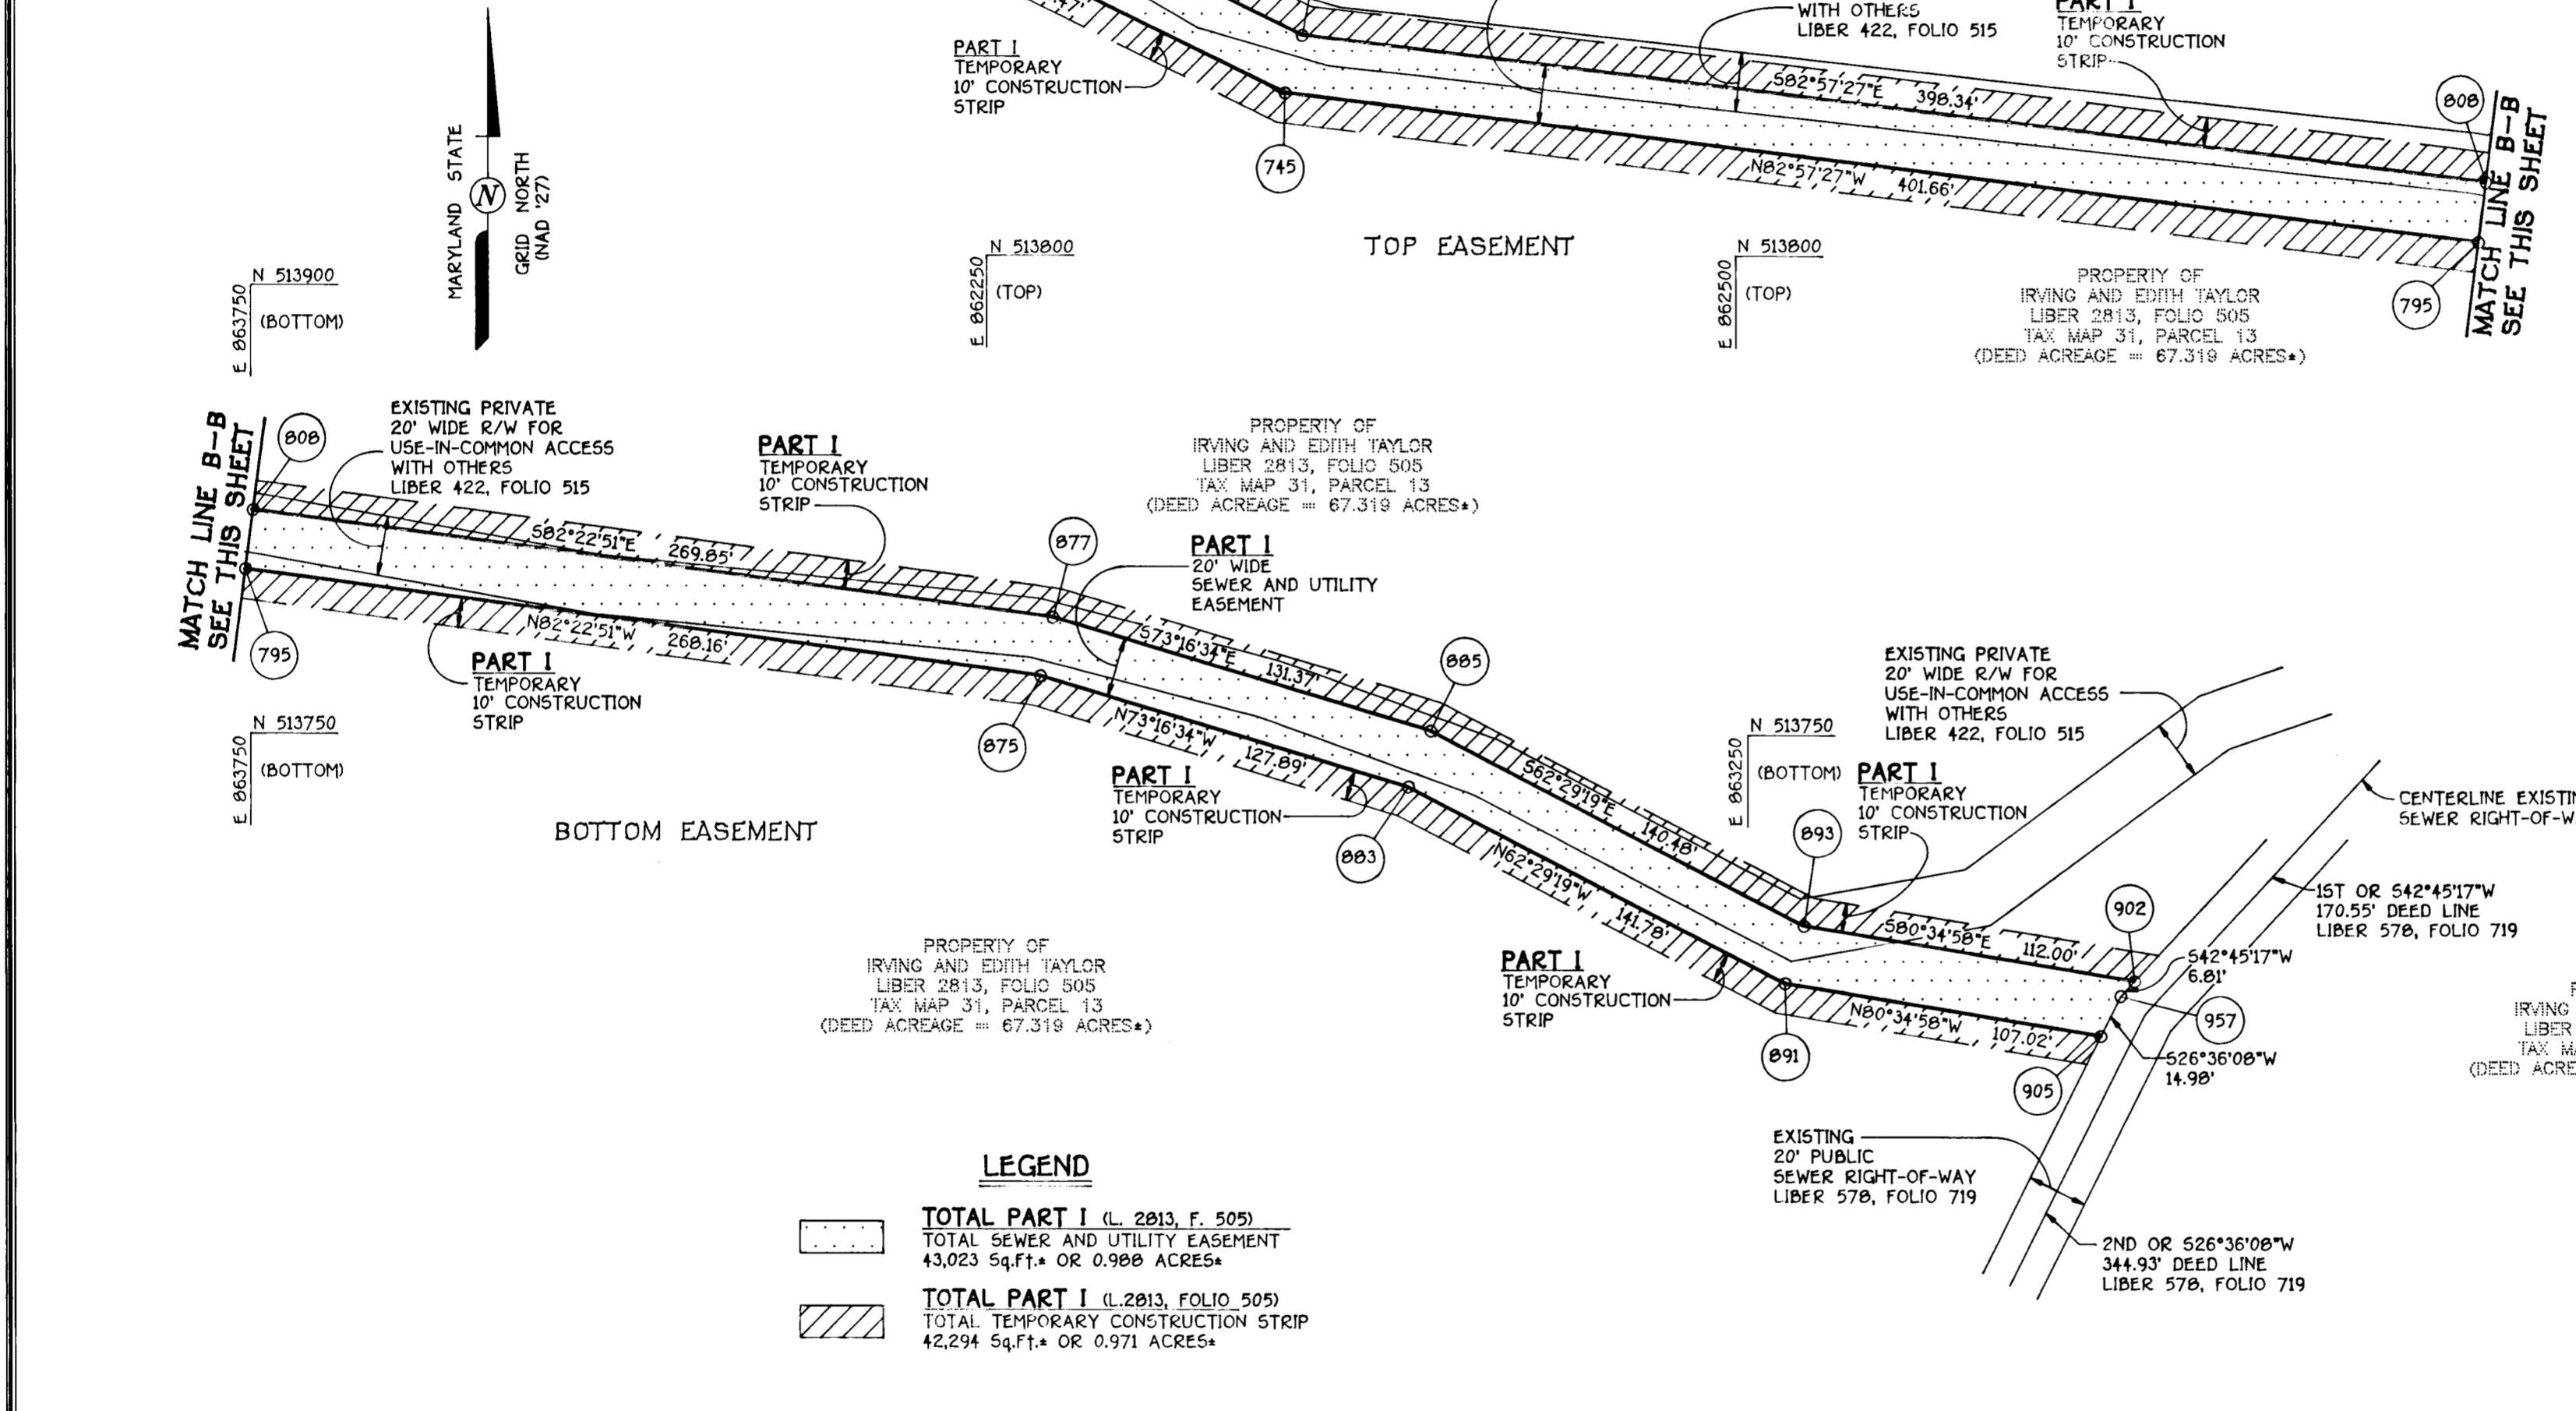 PART I
TEMPORARY
10' CONSTRUCTION
STRIP
WITH OTHERS
LIBER 422, FOLIO 515
PART I
TEMPORARY
10' CONSTRUCTION
STRIP
S82°57'27"E 398.34'
N82°57'27"W 401.66'
745
808
795
MATCH LINE B-B
SEE THIS SHEET
MARYLAND STATE
N
GRID NORTH
(NAD '27)
TOP EASEMENT
N 513800
E 862250
(TOP)
N 513800
E 862500
(TOP)
PROPERTY OF
IRVING AND EDITH TAYLOR
LIBER 2813, FOLIO 505
TAX MAP 31, PARCEL 13
(DEED ACREAGE = 67.319 ACRES±)
N 513900
E 863750
(BOTTOM)
MATCH LINE B-B
SEE THIS SHEET
808
EXISTING PRIVATE
20' WIDE R/W FOR
USE-IN-COMMON ACCESS
WITH OTHERS
LIBER 422, FOLIO 515
PART I
TEMPORARY
10' CONSTRUCTION
STRIP
PROPERTY OF
IRVING AND EDITH TAYLOR
LIBER 2813, FOLIO 505
TAX MAP 31, PARCEL 13
(DEED ACREAGE = 67.319 ACRES±)
877
PART I
20' WIDE
SEWER AND UTILITY
EASEMENT
S82°22'51"E 269.85'
N82°22'51"W 268.16'
795
PART I
TEMPORARY
10' CONSTRUCTION
STRIP
N 513750
E 863750
(BOTTOM)
BOTTOM EASEMENT
S73°16'34"E 131.37'
N73°16'34"W 127.89'
875
885
PART I
TEMPORARY
10' CONSTRUCTION
STRIP
883
S62°29'19"E 140.48'
N62°29'19"W 141.78'
EXISTING PRIVATE
20' WIDE R/W FOR
USE-IN-COMMON ACCESS
WITH OTHERS
LIBER 422, FOLIO 515
N 513750
E 863250
(BOTTOM)
PART I
TEMPORARY
10' CONSTRUCTION
STRIP
893
CENTERLINE EXISTIN
SEWER RIGHT-OF-W
1ST OR S42°45'17"W
170.55' DEED LINE
LIBER 578, FOLIO 719
902
S80°34'58"E 112.00'
S42°45'17"W
6.81'
957
N80°34'58"W 107.02'
S26°36'08"W
14.98'
891
905
PART I
TEMPORARY
10' CONSTRUCTION
STRIP
PROPERTY OF
IRVING AND EDITH TAYLOR
LIBER 2813, FOLIO 505
TAX MAP 31, PARCEL 13
(DEED ACREAGE = 67.319 ACRES±)
IRVING
LIBER
TAX M
(DEED ACRE
EXISTING
20' PUBLIC
SEWER RIGHT-OF-WAY
LIBER 578, FOLIO 719
2ND OR S26°36'08"W
344.93' DEED LINE
LIBER 578, FOLIO 719
LEGEND
TOTAL PART I (L. 2813, F. 505)
TOTAL SEWER AND UTILITY EASEMENT
43,023 Sq.Ft.± OR 0.988 ACRES±
TOTAL PART I (L.2813, FOLIO 505)
TOTAL TEMPORARY CONSTRUCTION STRIP
42,294 Sq.Ft.± OR 0.971 ACRES±